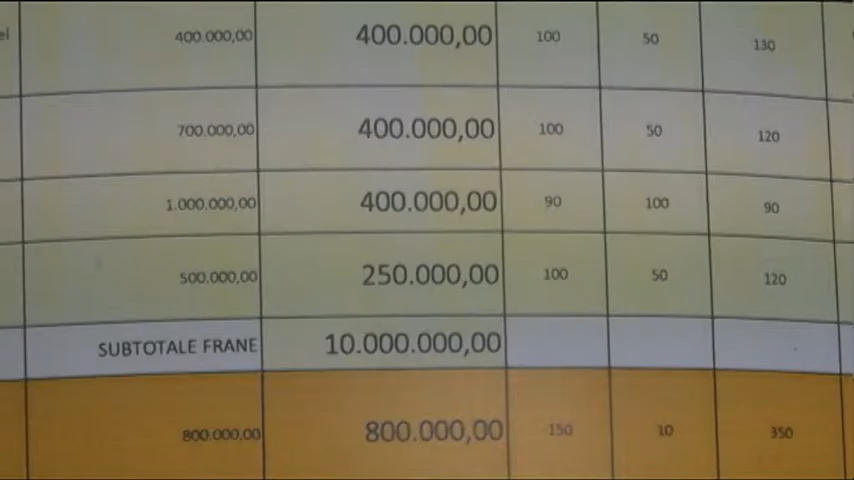 el 400.000,00 400.000,00 100 50 130
700.000,00 400.000,00 100 50 120
1.000.000,00 400.000,00 90 100 90
500.000,00 250.000,00 100 50 120
SUBTOTALE FRANE 10.000.000,00
800.000,00 800.000,00 150 10 350